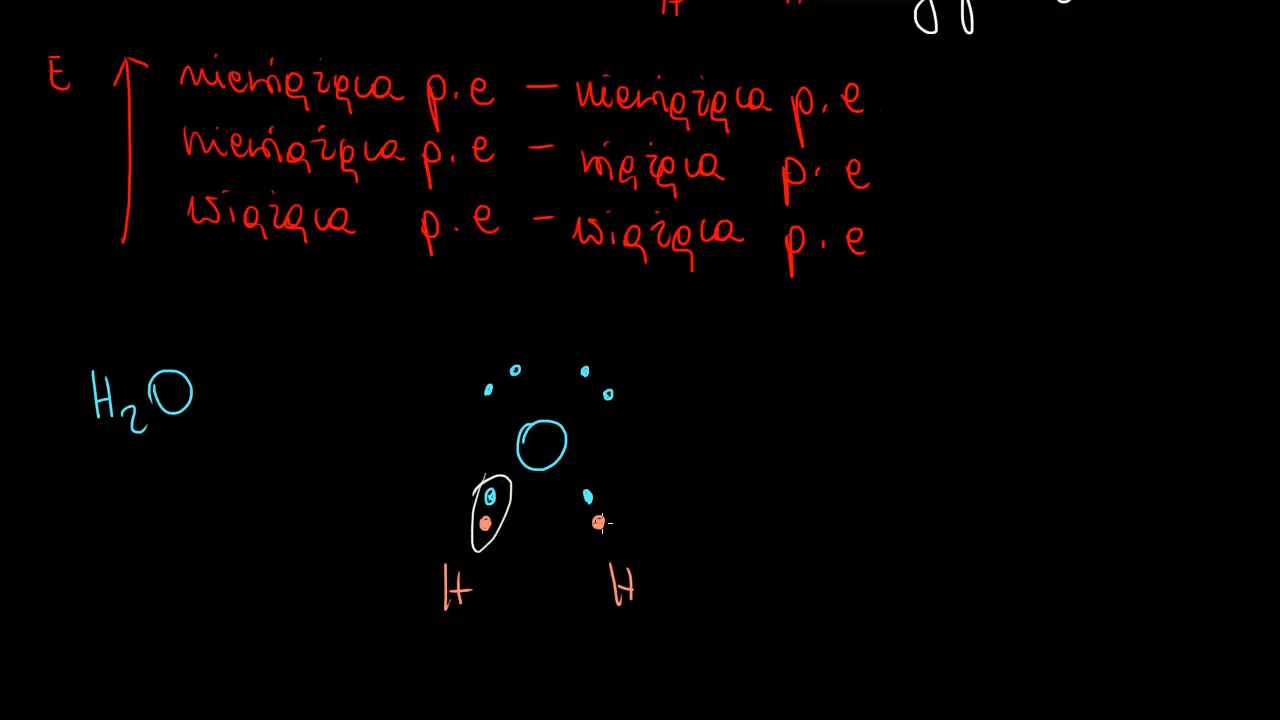 E niewiążąca p.e - niewiążąca p.e
niewiążąca p.e - wiążąca p.e
wiążąca p.e - wiążąca p.e
H2O
O
H H